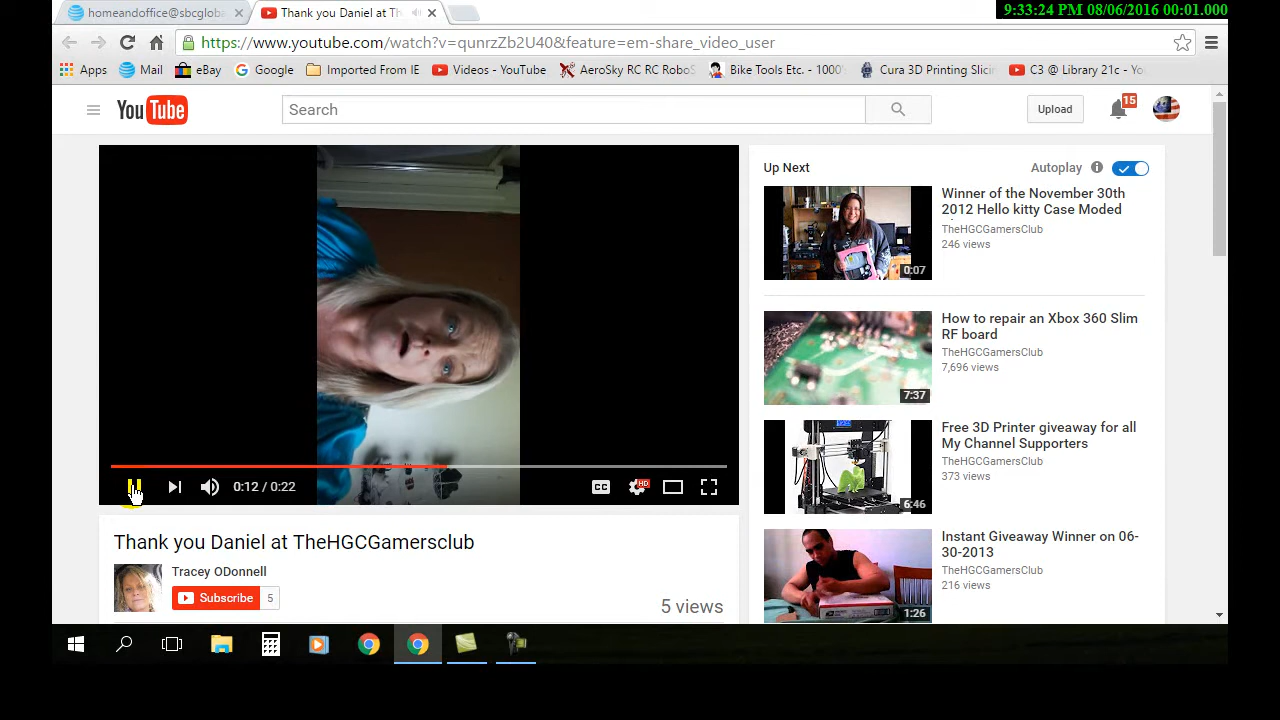 9:33:24 PM 08/06/2016 00:01.000
homeandoffice@sbcgloba
Thank you Daniel at Th
https://www.youtube.com/watch?v=qunrzZb2U40&feature=em-share_video_user
Apps Mail eBay Google Imported From IE Videos - YouTube AeroSky RC RC RoboS Bike Tools Etc. - 1000' Cura 3D Printing Slicin C3 @ Library 21c - Yo
YouTube Search Upload 15
Up Next Autoplay
Winner of the November 30th
2012 Hello kitty Case Moded
TheHGCGamersClub
246 views
0:07
How to repair an Xbox 360 Slim
RF board
TheHGCGamersClub
7,696 views
7:37
Free 3D Printer giveaway for all
My Channel Supporters
TheHGCGamersClub
373 views
6:46
Instant Giveaway Winner on 06-
30-2013
TheHGCGamersClub
216 views
1:26
0:12 / 0:22 CC HD
Thank you Daniel at TheHGCGamersclub
Tracey ODonnell
Subscribe 5
5 views